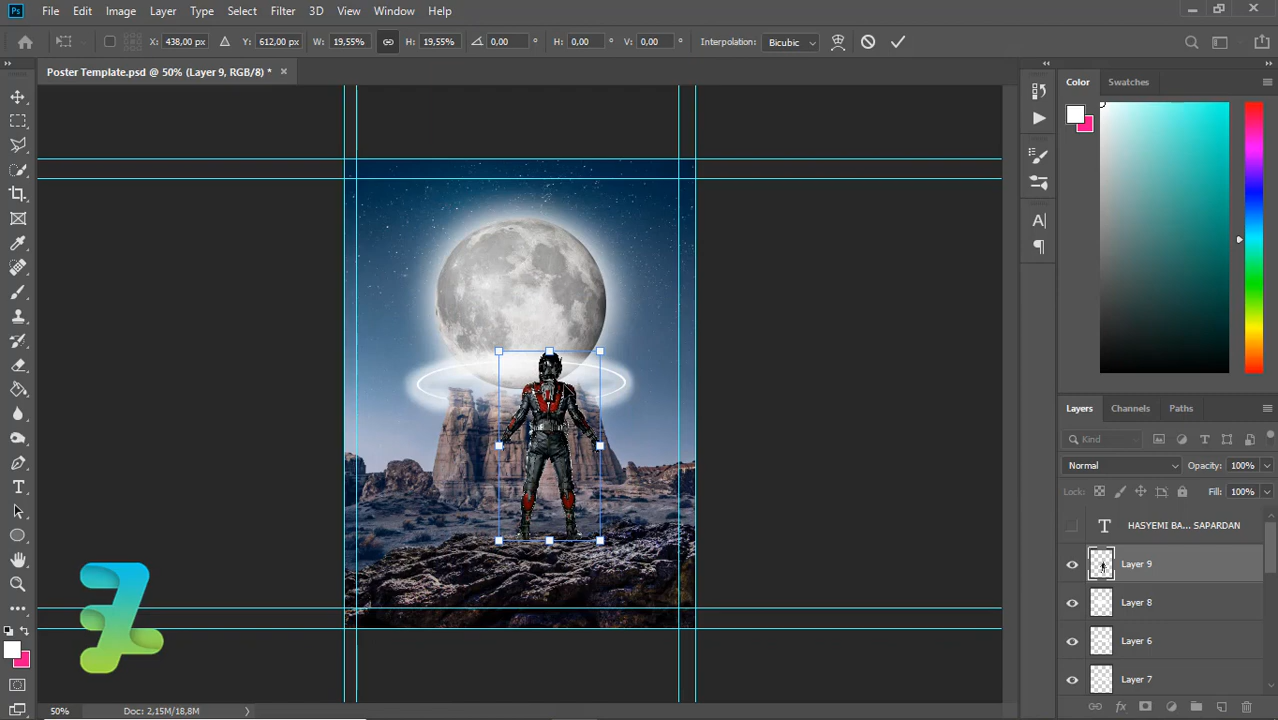 Ps File Edit Image Layer Type Select Filter 3D View Window Help
X: 438,00 px Y: 612,00 px W: 19,55% H: 19,55% 0,00 ° H: 0,00 ° V: 0,00 ° Interpolation: Bicubic
Poster Template.psd @ 50% (Layer 9, RGB/8) *
Color Swatches
Layers Channels Paths
Kind
Normal Opacity: 100%
Lock: Fill: 100%
T HASYEMI BA... SAPARDAN
Layer 9
Layer 8
Layer 6
Layer 7
50% Doc: 2,15M/18,8M